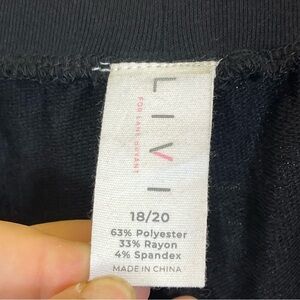 LIVI
FOR LANE BRYANT
18/20
63% Polyester
33% Rayon
4% Spandex
MADE IN CHINA